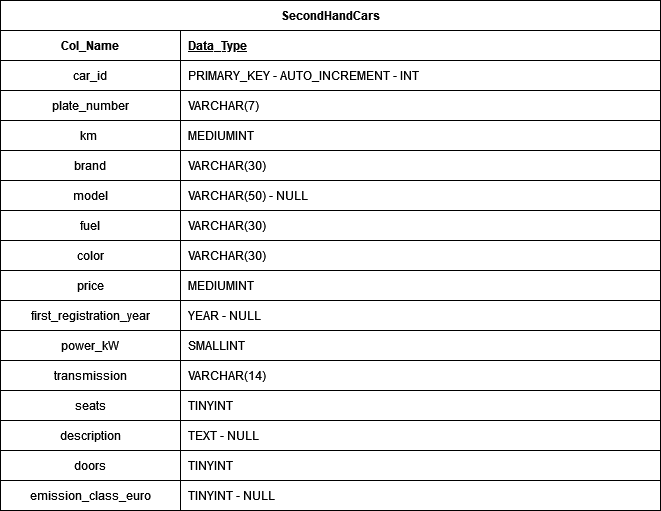 SecondHandCars
Col_Name Data_Type
car_id PRIMARY_KEY - AUTO_INCREMENT - INT
plate_number VARCHAR(7)
km MEDIUMINT
brand VARCHAR(30)
model VARCHAR(50) - NULL
fuel VARCHAR(30)
color VARCHAR(30)
price MEDIUMINT
first_registration_year YEAR - NULL
power_kW SMALLINT
transmission VARCHAR(14)
seats TINYINT
description TEXT - NULL
doors TINYINT
emission_class_euro TINYINT - NULL